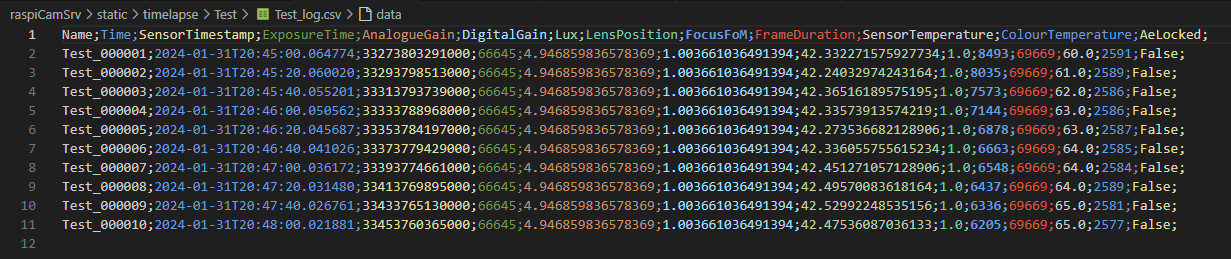 raspiCamSrv > static > timelapse > Test > Test_log.csv > data
1 Name;Time;SensorTimestamp;ExposureTime;AnalogueGain;DigitalGain;Lux;LensPosition;FocusFoM;FrameDuration;SensorTemperature;ColourTemperature;AeLocked;
2 Test_000001;2024-01-31T20:45:00.064774;33273803291000;66645;4.946859836578369;1.003661036491394;42.332271575927734;1.0;8493;69669;60.0;2591;False;
3 Test_000002;2024-01-31T20:45:20.060020;33293798513000;66645;4.946859836578369;1.003661036491394;42.24032974243164;1.0;8035;69669;61.0;2589;False;
4 Test_000003;2024-01-31T20:45:40.055201;33313793739000;66645;4.946859836578369;1.003661036491394;42.36516189575195;1.0;7573;69669;62.0;2586;False;
5 Test_000004;2024-01-31T20:46:00.050562;33333788968000;66645;4.946859836578369;1.003661036491394;42.33573913574219;1.0;7144;69669;63.0;2586;False;
6 Test_000005;2024-01-31T20:46:20.045687;33353784197000;66645;4.946859836578369;1.003661036491394;42.273536682128906;1.0;6878;69669;63.0;2587;False;
7 Test_000006;2024-01-31T20:46:40.041026;33373779429000;66645;4.946859836578369;1.003661036491394;42.336055755615234;1.0;6663;69669;64.0;2585;False;
8 Test_000007;2024-01-31T20:47:00.036172;33393774661000;66645;4.946859836578369;1.003661036491394;42.451271057128906;1.0;6548;69669;64.0;2584;False;
9 Test_000008;2024-01-31T20:47:20.031480;33413769895000;66645;4.946859836578369;1.003661036491394;42.49570083618164;1.0;6437;69669;64.0;2589;False;
10 Test_000009;2024-01-31T20:47:40.026761;33433765130000;66645;4.946859836578369;1.003661036491394;42.52992248535156;1.0;6336;69669;65.0;2581;False;
11 Test_000010;2024-01-31T20:48:00.021881;33453760365000;66645;4.946859836578369;1.003661036491394;42.47536087036133;1.0;6205;69669;65.0;2577;False;
12